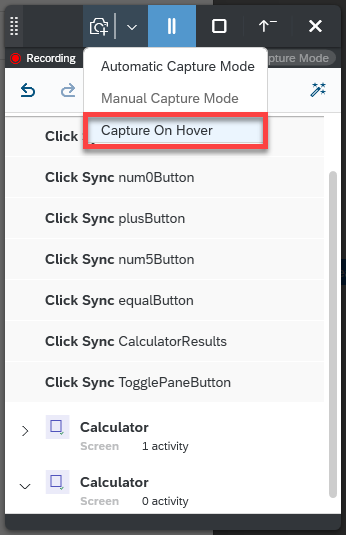 Automatic Capture Mode
Recording
Capture Mode
Manual Capture Mode
Capture On Hover
Click
Click Sync num0Button
Click Sync plusButton
Click Sync num5Button
Click Sync equalButton
Click Sync CalculatorResults
Click Sync TogglePaneButton
Calculator
Screen 1 activity
Calculator
Screen 0 activity